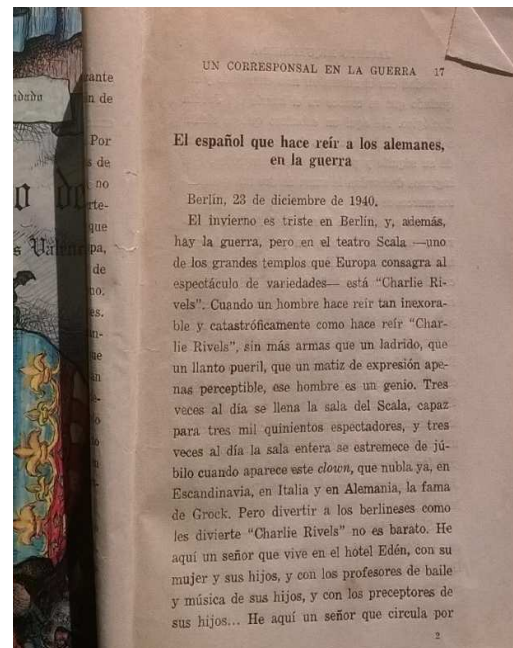 UN CORRESPONSAL EN LA GUERRA 17
El español que hace reír a los alemanes,
en la guerra
Berlín, 23 de diciembre de 1940.
El invierno es triste en Berlín, y, además,
hay la guerra, pero en el teatro Scala —uno
de los grandes templos que Europa consagra al
espectáculo de variedades— está "Charlie Ri-
vels". Cuando un hombre hace reír tan inexora-
ble y catastróficamente como hace reír "Char-
lie Rivels", sin más armas que un ladrido, que
un llanto pueril, que un matiz de expresión ape-
nas perceptible, ese hombre es un genio. Tres
veces al día se llena la sala del Scala, capaz
para tres mil quinientos espectadores, y tres
veces al día la sala entera se estremece de jú-
bilo cuando aparece este clown, que nubla ya, en
Escandinavia, en Italia y en Alemania, la fama
de Grock. Pero divertir a los berlineses como
les divierte "Charlie Rivels" no es barato. He
aquí un señor que vive en el hotel Edén, con su
mujer y sus hijos, y con los profesores de baile
y música de sus hijos, y con los preceptores de
sus hijos... He aquí un señor que circula por
2